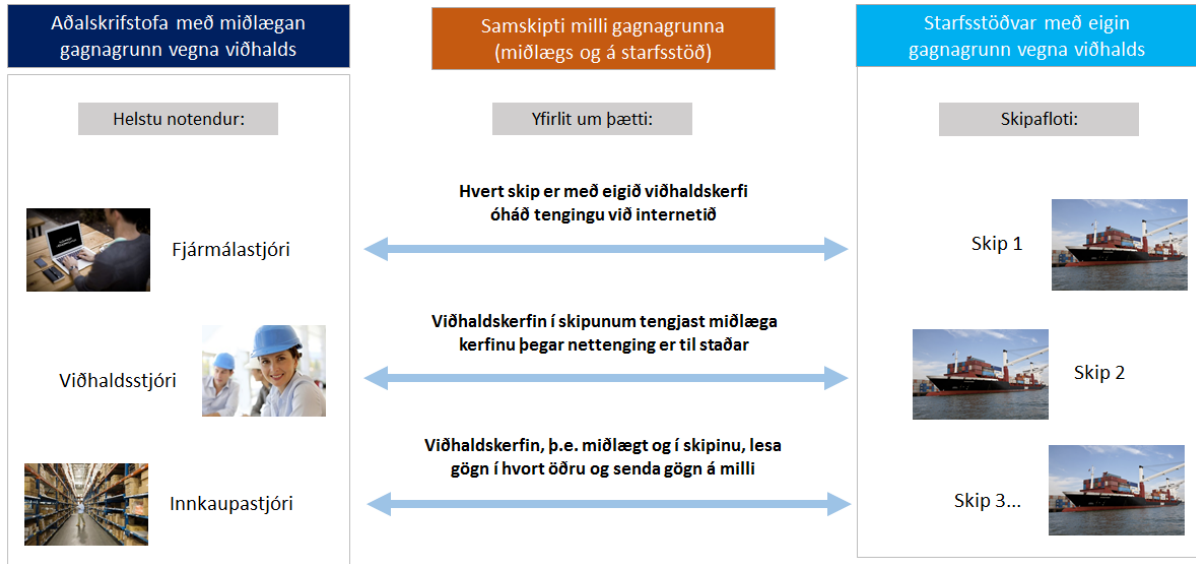 Aðalskrifstofa með miðlægan
gagnagrunn vegna viðhalds
Helstu notendur:
Fjármálastjóri
Viðhaldsstjóri
Innkaupastjóri
Samskipti milli gagnagrunna
(miðlægs og á starfsstöð)
Yfirlit um þætti:
Hvert skip er með eigið viðhaldskerfi
óháð tengingu við internetið
Viðhaldskerfin í skipunum tengjast miðlæga
kerfinu þegar nettenging er til staðar
Viðhaldskerfin, þ.e. miðlægt og í skipinu, lesa
gögn í hvort öðru og senda gögn á milli
Starfsstöðvar með eigin
gagnagrunn vegna viðhalds
Skipafloti:
Skip 1
Skip 2
Skip 3...